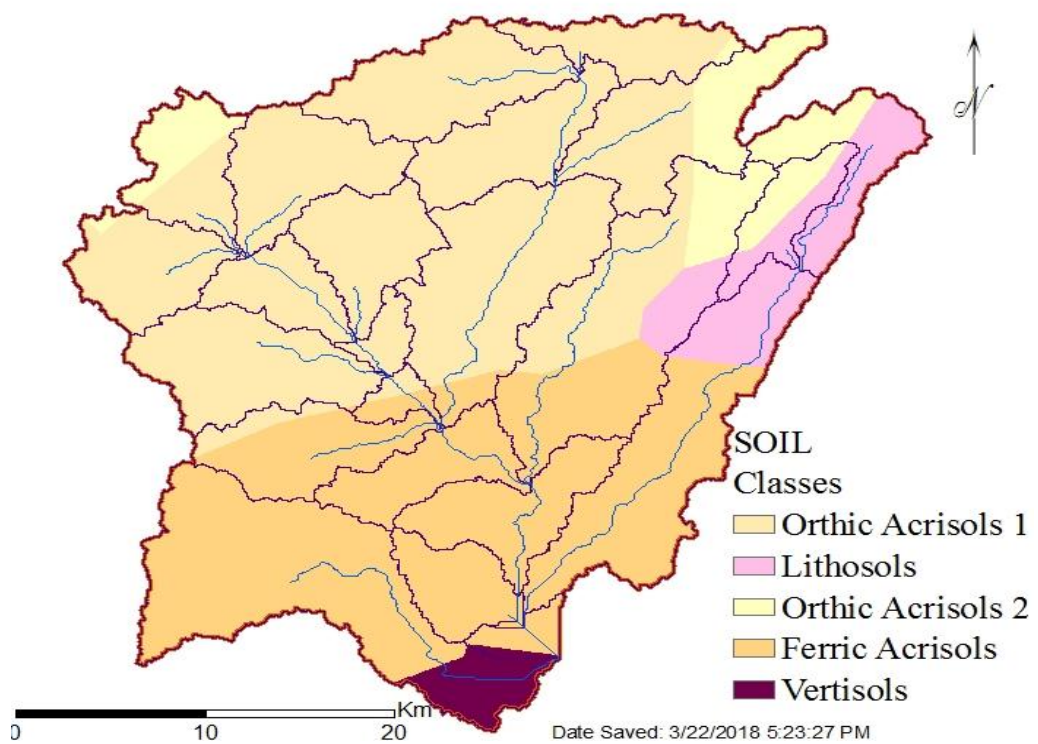 N
SOIL
Classes
Orthic Acrisols 1
Lithosols
Orthic Acrisols 2
Ferric Acrisols
Vertisols
Km
0 10 20
Date Saved: 3/22/2018 5:23:27 PM